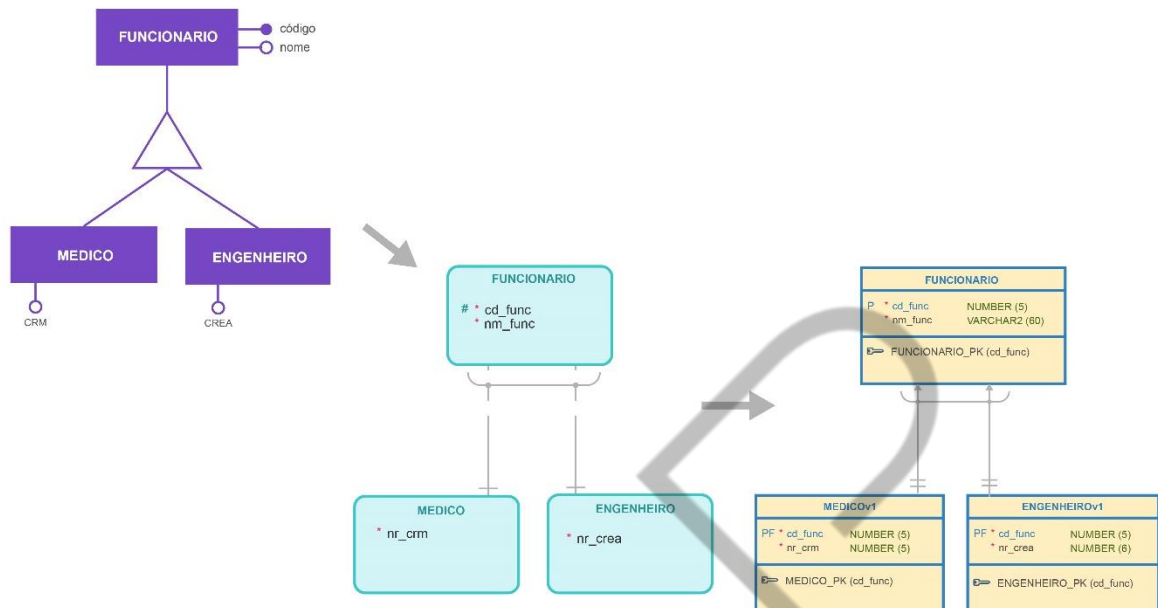 FUNCIONARIO
código
nome
MEDICO
ENGENHEIRO
CRM
CREA
FUNCIONARIO
# * cd_func
* nm_func
MEDICO
* nr_crm
ENGENHEIRO
* nr_crea
FUNCIONARIO
P * cd_func NUMBER (5)
* nm_func VARCHAR2 (60)
FUNCIONARIO_PK (cd_func)
MEDICOv1
PF * cd_func NUMBER (5)
* nr_crm NUMBER (5)
MEDICO_PK (cd_func)
ENGENHEIROv1
PF * cd_func NUMBER (5)
* nr_crea NUMBER (6)
ENGENHEIRO_PK (cd_func)